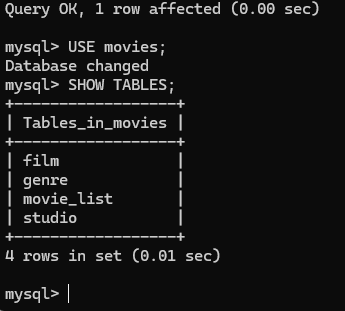 Query OK, 1 row affected (0.00 sec)
mysql> USE movies;
Database changed
mysql> SHOW TABLES;
+------------------+
| Tables_in_movies |
+------------------+
| film             |
| genre            |
| movie_list       |
| studio           |
+------------------+
4 rows in set (0.01 sec)
mysql>